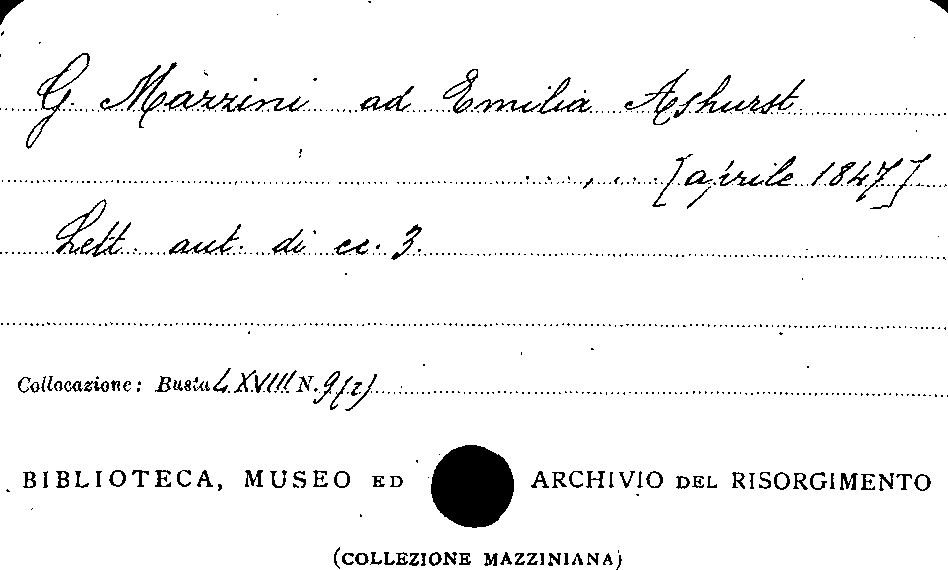 G. Mazzini ad Emilia Ashurst
..., ... [aprile 1847]
Lett. aut. di cc. 3.
Collocazione: Busta LXVIII N. 9(2)
BIBLIOTECA, MUSEO ED ARCHIVIO DEL RISORGIMENTO
(COLLEZIONE MAZZINIANA)